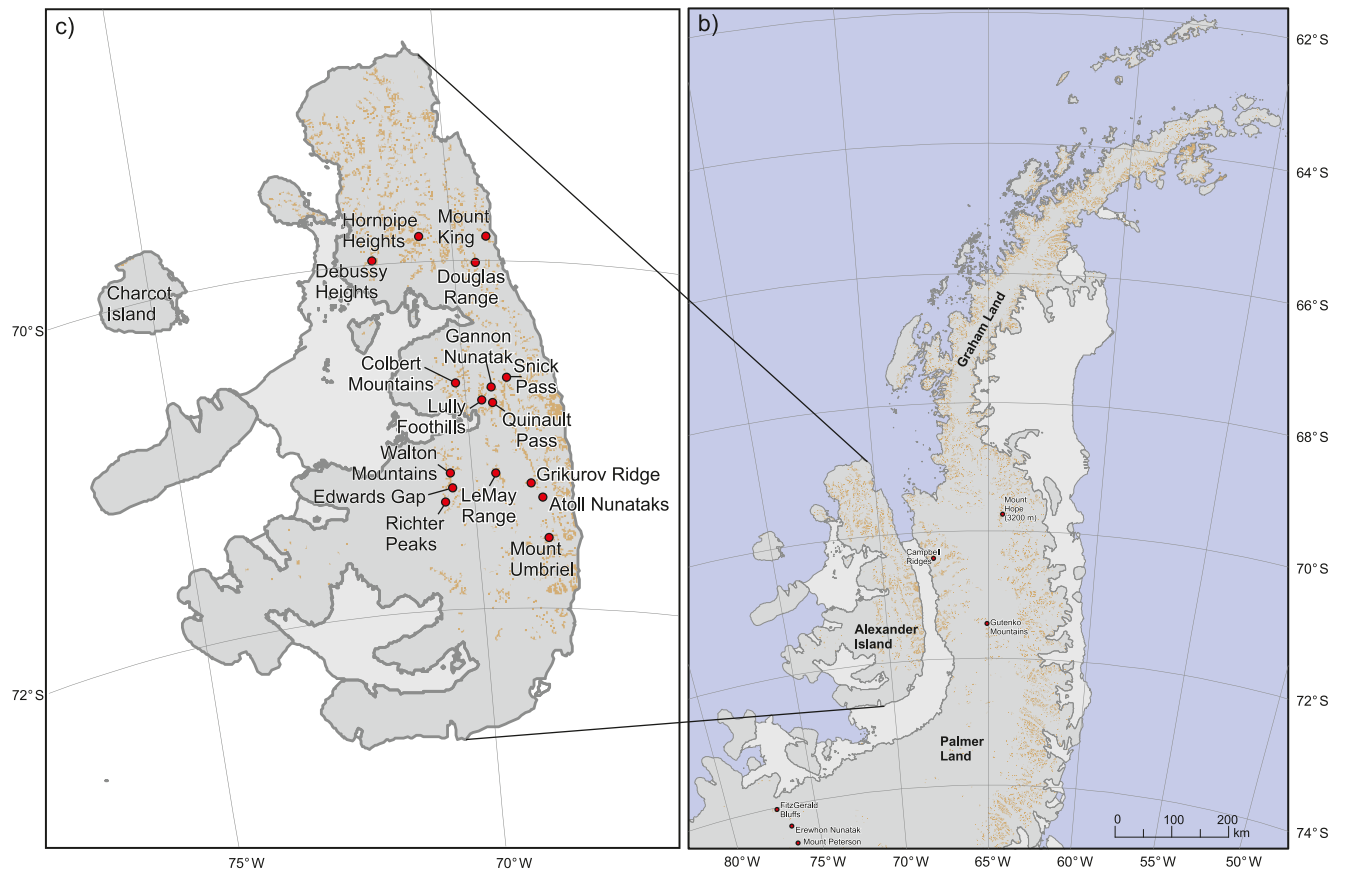 c)
Hornpipe
Heights
Mount
King
Debussy
Heights
Douglas
Range
Charcot
Island
70°S
Gannon
Nunatak
Colbert
Mountains
Snick
Pass
Lully
Foothills
Quinault
Pass
Walton
Mountains
Edwards Gap
LeMay
Range
Grikurov Ridge
Atoll Nunataks
Richter
Peaks
Mount
Umbriel
72°S
75°W
70°W
b)
62°S
64°S
66°S
68°S
70°S
72°S
74°S
Graham Land
Mount
Hope
(3200 m)
Campbell
Ridges
Gutenko
Mountains
Alexander
Island
Palmer
Land
FitzGerald
Bluffs
Erewhon Nunatak
Mount Peterson
0 100 200
km
80°W
75°W
70°W
65°W
60°W
55°W
50°W